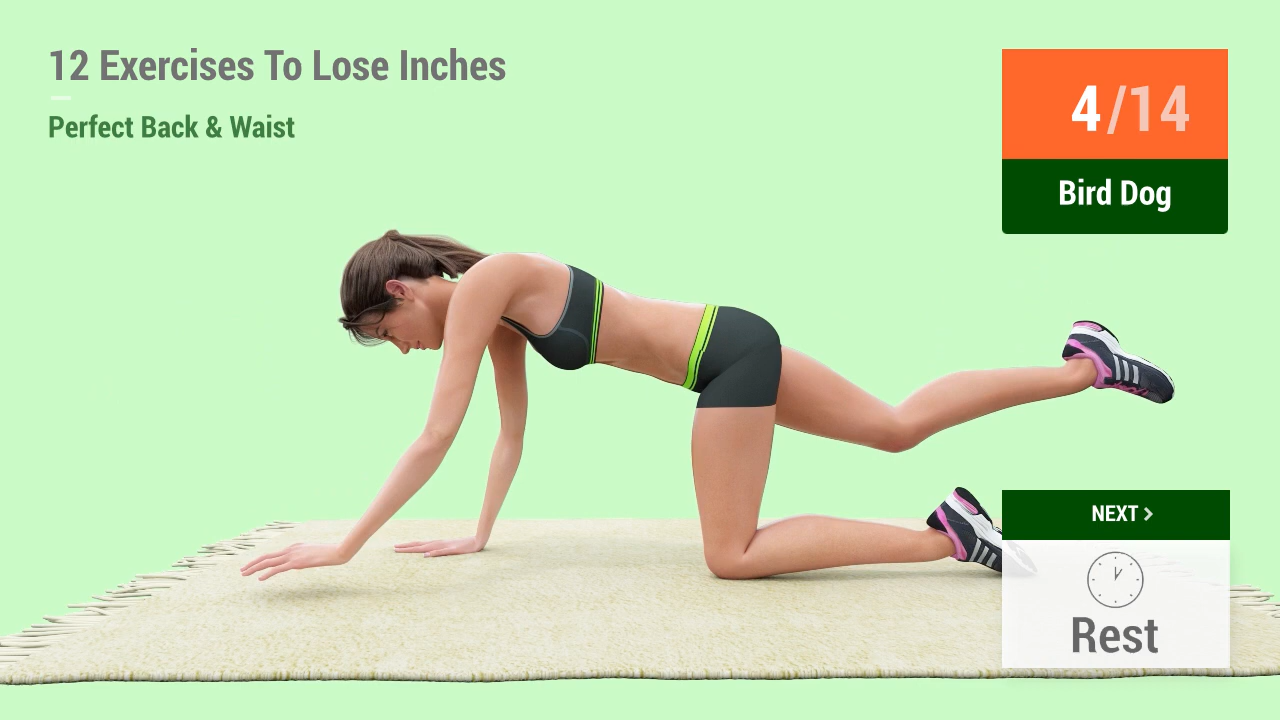 12 Exercises To Lose Inches
Perfect Back & Waist
4/14
Bird Dog
NEXT >
Rest